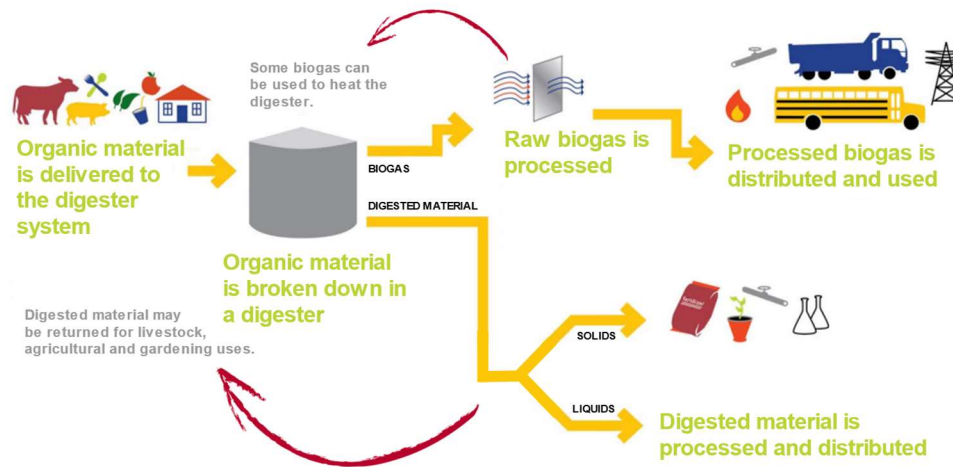 Some biogas can
be used to heat the
digester.
Organic material
is delivered to
the digester
system
BIOGAS
Raw biogas is
processed
Processed biogas is
distributed and used
DIGESTED MATERIAL
Organic material
is broken down in
a digester
Digested material may
be returned for livestock,
agricultural and gardening uses.
fertilizer
SOLIDS
LIQUIDS
Digested material is
processed and distributed